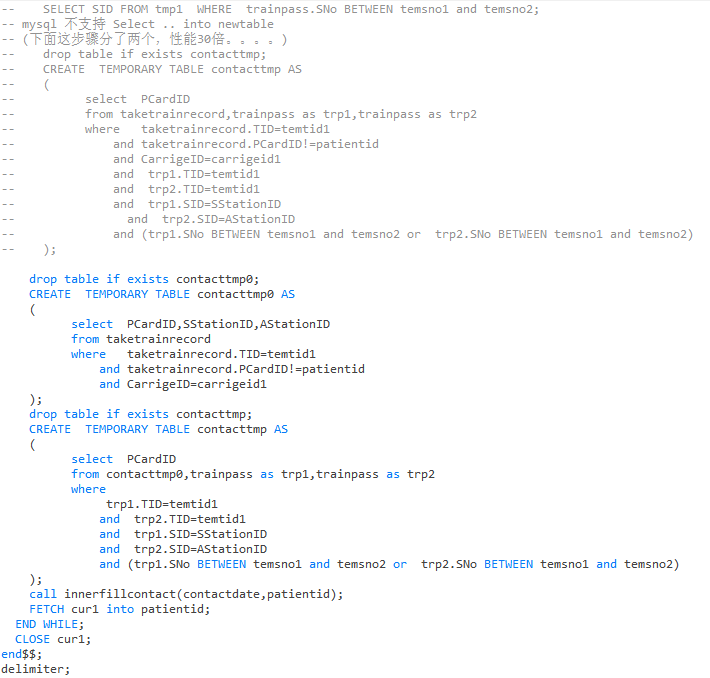 --    SELECT SID FROM tmp1  WHERE  trainpass.SNo BETWEEN temsno1 and temsno2;
-- mysql 不支持 Select .. into newtable
-- (下面这步骤分了两个，性能30倍。。。。)
--    drop table if exists contacttmp;
--    CREATE  TEMPORARY TABLE contacttmp AS
--    (
--          select  PCardID
--          from taketrainrecord,trainpass as trp1,trainpass as trp2
--          where   taketrainrecord.TID=temtid1
--              and taketrainrecord.PCardID!=patientid
--              and CarrigeID=carrigeid1
--              and  trp1.TID=temtid1
--              and  trp2.TID=temtid1
--              and  trp1.SID=SStationID
--                and  trp2.SID=AStationID
--              and (trp1.SNo BETWEEN temsno1 and temsno2 or  trp2.SNo BETWEEN temsno1 and temsno2)
--    );
    drop table if exists contacttmp0;
    CREATE  TEMPORARY TABLE contacttmp0 AS
    (
          select  PCardID,SStationID,AStationID
          from taketrainrecord
          where   taketrainrecord.TID=temtid1
              and taketrainrecord.PCardID!=patientid
              and CarrigeID=carrigeid1
    );
    drop table if exists contacttmp;
    CREATE  TEMPORARY TABLE contacttmp AS
    (
          select  PCardID
          from contacttmp0,trainpass as trp1,trainpass as trp2
          where
               trp1.TID=temtid1
              and  trp2.TID=temtid1
              and  trp1.SID=SStationID
              and  trp2.SID=AStationID
              and (trp1.SNo BETWEEN temsno1 and temsno2 or  trp2.SNo BETWEEN temsno1 and temsno2)
    );
    call innerfillcontact(contactdate,patientid);
    FETCH cur1 into patientid;
  END WHILE;
  CLOSE cur1;
end$$;
delimiter;